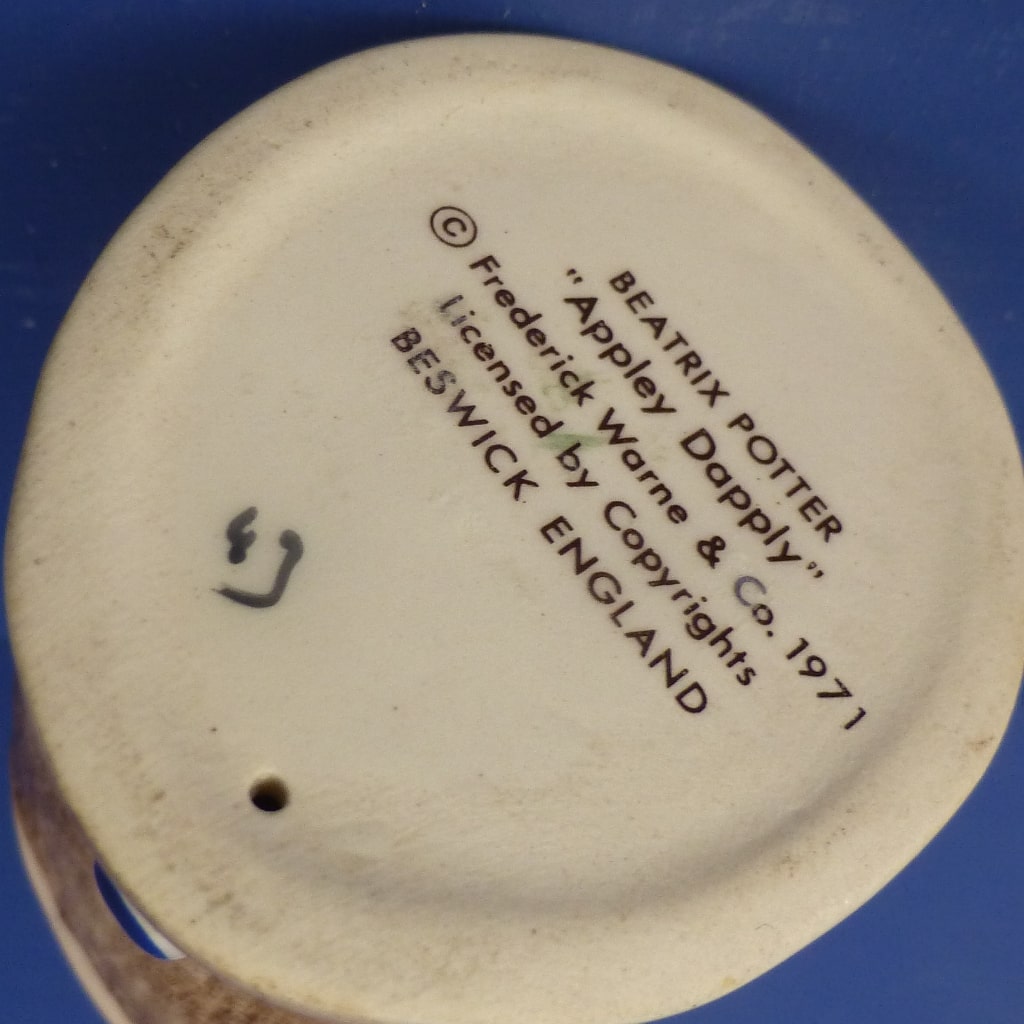 BEATRIX POTTER
"Appley Dapply"
© Frederick Warne & Co. 1971
Licensed by Copyrights
BESWICK ENGLAND